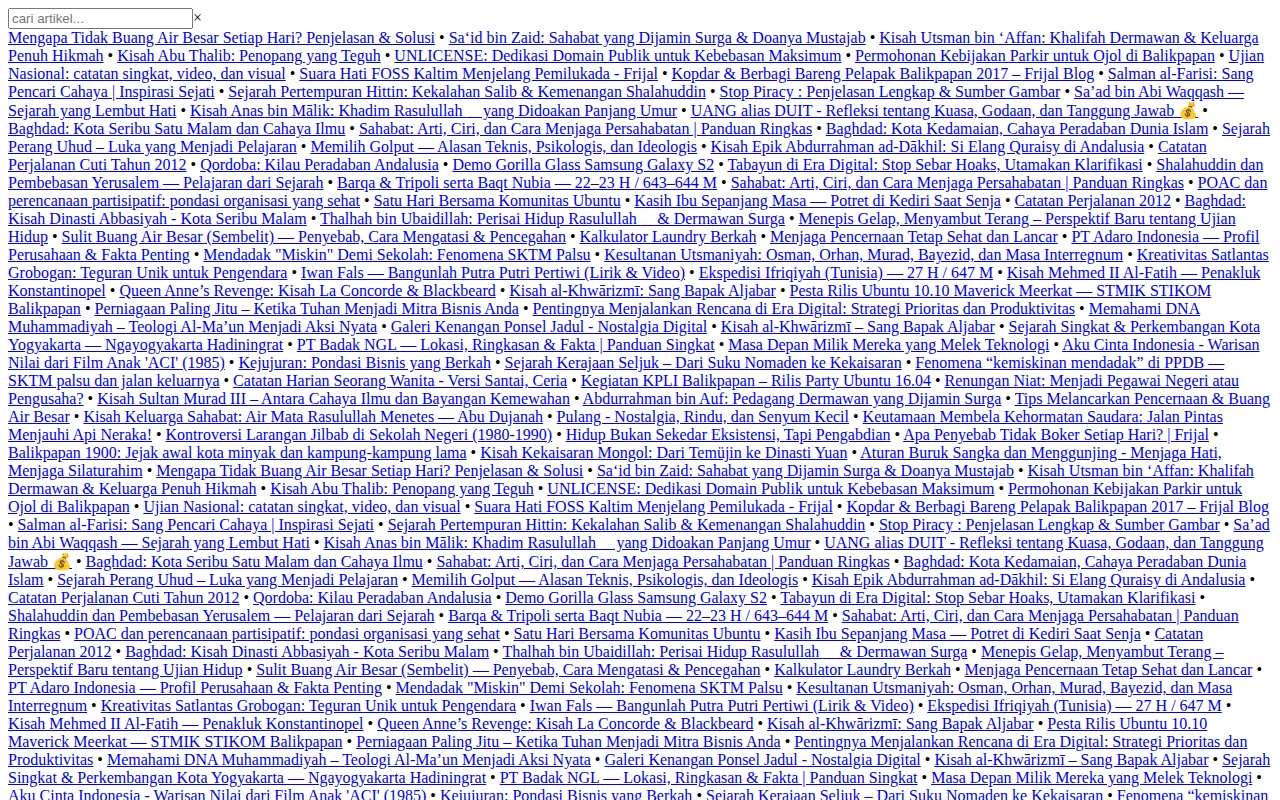 cari artikel... ×
Mengapa Tidak Buang Air Besar Setiap Hari? Penjelasan & Solusi • Sa‘id bin Zaid: Sahabat yang Dijamin Surga & Doanya Mustajab • Kisah Utsman bin ‘Affan: Khalifah Dermawan & Keluarga
Penuh Hikmah • Kisah Abu Thalib: Penopang yang Teguh • UNLICENSE: Dedikasi Domain Publik untuk Kebebasan Maksimum • Permohonan Kebijakan Parkir untuk Ojol di Balikpapan • Ujian
Nasional: catatan singkat, video, dan visual • Suara Hati FOSS Kaltim Menjelang Pemilukada - Frijal • Kopdar & Berbagi Bareng Pelapak Balikpapan 2017 – Frijal Blog • Salman al-Farisi: Sang
Pencari Cahaya | Inspirasi Sejati • Sejarah Pertempuran Hittin: Kekalahan Salib & Kemenangan Shalahuddin • Stop Piracy : Penjelasan Lengkap & Sumber Gambar • Sa’ad bin Abi Waqqash —
Sejarah yang Lembut Hati • Kisah Anas bin Mālik: Khadim Rasulullah yang Didoakan Panjang Umur • UANG alias DUIT - Refleksi tentang Kuasa, Godaan, dan Tanggung Jawab 💰 •
Baghdad: Kota Seribu Satu Malam dan Cahaya Ilmu • Sahabat: Arti, Ciri, dan Cara Menjaga Persahabatan | Panduan Ringkas • Baghdad: Kota Kedamaian, Cahaya Peradaban Dunia Islam • Sejarah
Perang Uhud – Luka yang Menjadi Pelajaran • Memilih Golput — Alasan Teknis, Psikologis, dan Ideologis • Kisah Epik Abdurrahman ad-Dākhil: Si Elang Quraisy di Andalusia • Catatan
Perjalanan Cuti Tahun 2012 • Qordoba: Kilau Peradaban Andalusia • Demo Gorilla Glass Samsung Galaxy S2 • Tabayun di Era Digital: Stop Sebar Hoaks, Utamakan Klarifikasi • Shalahuddin dan
Pembebasan Yerusalem — Pelajaran dari Sejarah • Barqa & Tripoli serta Baqt Nubia — 22–23 H / 643–644 M • Sahabat: Arti, Ciri, dan Cara Menjaga Persahabatan | Panduan Ringkas • POAC dan
perencanaan partisipatif: pondasi organisasi yang sehat • Satu Hari Bersama Komunitas Ubuntu • Kasih Ibu Sepanjang Masa — Potret di Kediri Saat Senja • Catatan Perjalanan 2012 • Baghdad:
Kisah Dinasti Abbasiyah - Kota Seribu Malam • Thalhah bin Ubaidillah: Perisai Hidup Rasulullah & Dermawan Surga • Menepis Gelap, Menyambut Terang – Perspektif Baru tentang Ujian
Hidup • Sulit Buang Air Besar (Sembelit) — Penyebab, Cara Mengatasi & Pencegahan • Kalkulator Laundry Berkah • Menjaga Pencernaan Tetap Sehat dan Lancar • PT Adaro Indonesia — Profil
Perusahaan & Fakta Penting • Mendadak "Miskin" Demi Sekolah: Fenomena SKTM Palsu • Kesultanan Utsmaniyah: Osman, Orhan, Murad, Bayezid, dan Masa Interregnum • Kreativitas Satlantas
Grobogan: Teguran Unik untuk Pengendara • Iwan Fals — Bangunlah Putra Putri Pertiwi (Lirik & Video) • Ekspedisi Ifriqiyah (Tunisia) — 27 H / 647 M • Kisah Mehmed II Al-Fatih — Penakluk
Konstantinopel • Queen Anne’s Revenge: Kisah La Concorde & Blackbeard • Kisah al-Khwārizmī: Sang Bapak Aljabar • Pesta Rilis Ubuntu 10.10 Maverick Meerkat — STMIK STIKOM
Balikpapan • Perniagaan Paling Jitu – Ketika Tuhan Menjadi Mitra Bisnis Anda • Pentingnya Menjalankan Rencana di Era Digital: Strategi Prioritas dan Produktivitas • Memahami DNA
Muhammadiyah – Teologi Al-Ma’un Menjadi Aksi Nyata • Galeri Kenangan Ponsel Jadul - Nostalgia Digital • Kisah al-Khwārizmī – Sang Bapak Aljabar • Sejarah Singkat & Perkembangan Kota
Yogyakarta — Ngayogyakarta Hadiningrat • PT Badak NGL — Lokasi, Ringkasan & Fakta | Panduan Singkat • Masa Depan Milik Mereka yang Melek Teknologi • Aku Cinta Indonesia - Warisan
Nilai dari Film Anak 'ACI' (1985) • Kejujuran: Pondasi Bisnis yang Berkah • Sejarah Kerajaan Seljuk – Dari Suku Nomaden ke Kekaisaran • Fenomena “kemiskinan mendadak” di PPDB —
SKTM palsu dan jalan keluarnya • Catatan Harian Seorang Wanita - Versi Santai, Ceria • Kegiatan KPLI Balikpapan – Rilis Party Ubuntu 16.04 • Renungan Niat: Menjadi Pegawai Negeri atau
Pengusaha? • Kisah Sultan Murad III – Antara Cahaya Ilmu dan Bayangan Kemewahan • Abdurrahman bin Auf: Pedagang Dermawan yang Dijamin Surga • Tips Melancarkan Pencernaan & Buang
Air Besar • Kisah Keluarga Sahabat: Air Mata Rasulullah Menetes — Abu Dujanah • Pulang - Nostalgia, Rindu, dan Senyum Kecil • Keutamaan Membela Kehormatan Saudara: Jalan Pintas
Menjauhi Api Neraka! • Kontroversi Larangan Jilbab di Sekolah Negeri (1980-1990) • Hidup Bukan Sekedar Eksistensi, Tapi Pengabdian • Apa Penyebab Tidak Boker Setiap Hari? | Frijal •
Balikpapan 1900: Jejak awal kota minyak dan kampung-kampung lama • Kisah Kekaisaran Mongol: Dari Temüjin ke Dinasti Yuan • Aturan Buruk Sangka dan Menggunjing - Menjaga Hati,
Menjaga Silaturahim • Mengapa Tidak Buang Air Besar Setiap Hari? Penjelasan & Solusi • Sa‘id bin Zaid: Sahabat yang Dijamin Surga & Doanya Mustajab • Kisah Utsman bin ‘Affan: Khalifah
Dermawan & Keluarga Penuh Hikmah • Kisah Abu Thalib: Penopang yang Teguh • UNLICENSE: Dedikasi Domain Publik untuk Kebebasan Maksimum • Permohonan Kebijakan Parkir untuk
Ojol di Balikpapan • Ujian Nasional: catatan singkat, video, dan visual • Suara Hati FOSS Kaltim Menjelang Pemilukada - Frijal • Kopdar & Berbagi Bareng Pelapak Balikpapan 2017 – Frijal Blog
• Salman al-Farisi: Sang Pencari Cahaya | Inspirasi Sejati • Sejarah Pertempuran Hittin: Kekalahan Salib & Kemenangan Shalahuddin • Stop Piracy : Penjelasan Lengkap & Sumber Gambar • Sa’ad
bin Abi Waqqash — Sejarah yang Lembut Hati • Kisah Anas bin Mālik: Khadim Rasulullah yang Didoakan Panjang Umur • UANG alias DUIT - Refleksi tentang Kuasa, Godaan, dan Tanggung
Jawab 💰 • Baghdad: Kota Seribu Satu Malam dan Cahaya Ilmu • Sahabat: Arti, Ciri, dan Cara Menjaga Persahabatan | Panduan Ringkas • Baghdad: Kota Kedamaian, Cahaya Peradaban Dunia
Islam • Sejarah Perang Uhud – Luka yang Menjadi Pelajaran • Memilih Golput — Alasan Teknis, Psikologis, dan Ideologis • Kisah Epik Abdurrahman ad-Dākhil: Si Elang Quraisy di Andalusia •
Catatan Perjalanan Cuti Tahun 2012 • Qordoba: Kilau Peradaban Andalusia • Demo Gorilla Glass Samsung Galaxy S2 • Tabayun di Era Digital: Stop Sebar Hoaks, Utamakan Klarifikasi •
Shalahuddin dan Pembebasan Yerusalem — Pelajaran dari Sejarah • Barqa & Tripoli serta Baqt Nubia — 22–23 H / 643–644 M • Sahabat: Arti, Ciri, dan Cara Menjaga Persahabatan | Panduan
Ringkas • POAC dan perencanaan partisipatif: pondasi organisasi yang sehat • Satu Hari Bersama Komunitas Ubuntu • Kasih Ibu Sepanjang Masa — Potret di Kediri Saat Senja • Catatan
Perjalanan 2012 • Baghdad: Kisah Dinasti Abbasiyah - Kota Seribu Malam • Thalhah bin Ubaidillah: Perisai Hidup Rasulullah & Dermawan Surga • Menepis Gelap, Menyambut Terang –
Perspektif Baru tentang Ujian Hidup • Sulit Buang Air Besar (Sembelit) — Penyebab, Cara Mengatasi & Pencegahan • Kalkulator Laundry Berkah • Menjaga Pencernaan Tetap Sehat dan Lancar •
PT Adaro Indonesia — Profil Perusahaan & Fakta Penting • Mendadak "Miskin" Demi Sekolah: Fenomena SKTM Palsu • Kesultanan Utsmaniyah: Osman, Orhan, Murad, Bayezid, dan Masa
Interregnum • Kreativitas Satlantas Grobogan: Teguran Unik untuk Pengendara • Iwan Fals — Bangunlah Putra Putri Pertiwi (Lirik & Video) • Ekspedisi Ifriqiyah (Tunisia) — 27 H / 647 M •
Kisah Mehmed II Al-Fatih — Penakluk Konstantinopel • Queen Anne’s Revenge: Kisah La Concorde & Blackbeard • Kisah al-Khwārizmī: Sang Bapak Aljabar • Pesta Rilis Ubuntu 10.10
Maverick Meerkat — STMIK STIKOM Balikpapan • Perniagaan Paling Jitu – Ketika Tuhan Menjadi Mitra Bisnis Anda • Pentingnya Menjalankan Rencana di Era Digital: Strategi Prioritas dan
Produktivitas • Memahami DNA Muhammadiyah – Teologi Al-Ma’un Menjadi Aksi Nyata • Galeri Kenangan Ponsel Jadul - Nostalgia Digital • Kisah al-Khwārizmī – Sang Bapak Aljabar • Sejarah
Singkat & Perkembangan Kota Yogyakarta — Ngayogyakarta Hadiningrat • PT Badak NGL — Lokasi, Ringkasan & Fakta | Panduan Singkat • Masa Depan Milik Mereka yang Melek Teknologi •
Aku Cinta Indonesia - Warisan Nilai dari Film Anak 'ACI' (1985) • Kejujuran: Pondasi Bisnis yang Berkah • Sejarah Kerajaan Seljuk – Dari Suku Nomaden ke Kekaisaran • Fenomena “kemiskinan